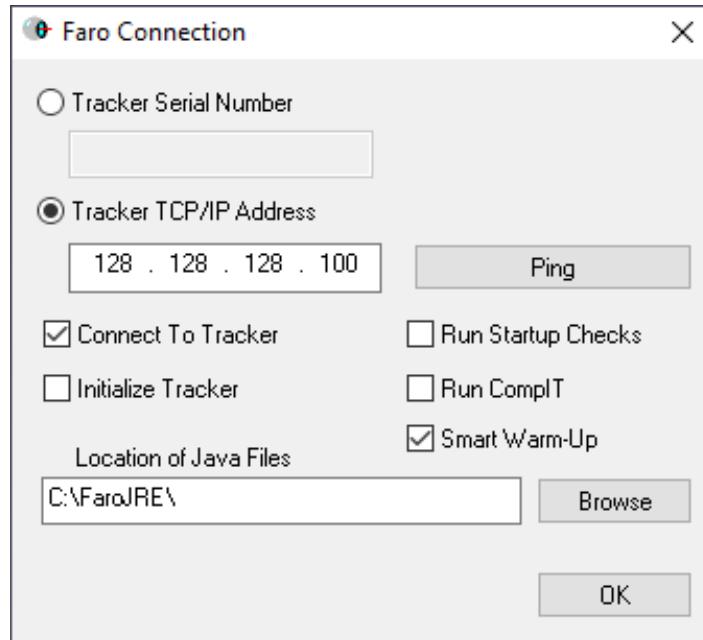 Faro Connection
Tracker Serial Number
Tracker TCP/IP Address
128 . 128 . 128 . 100
Ping
Connect To Tracker
Run Startup Checks
Initialize Tracker
Run CompIT
Smart Warm-Up
Location of Java Files
C:\FaroJRE\
Browse
OK